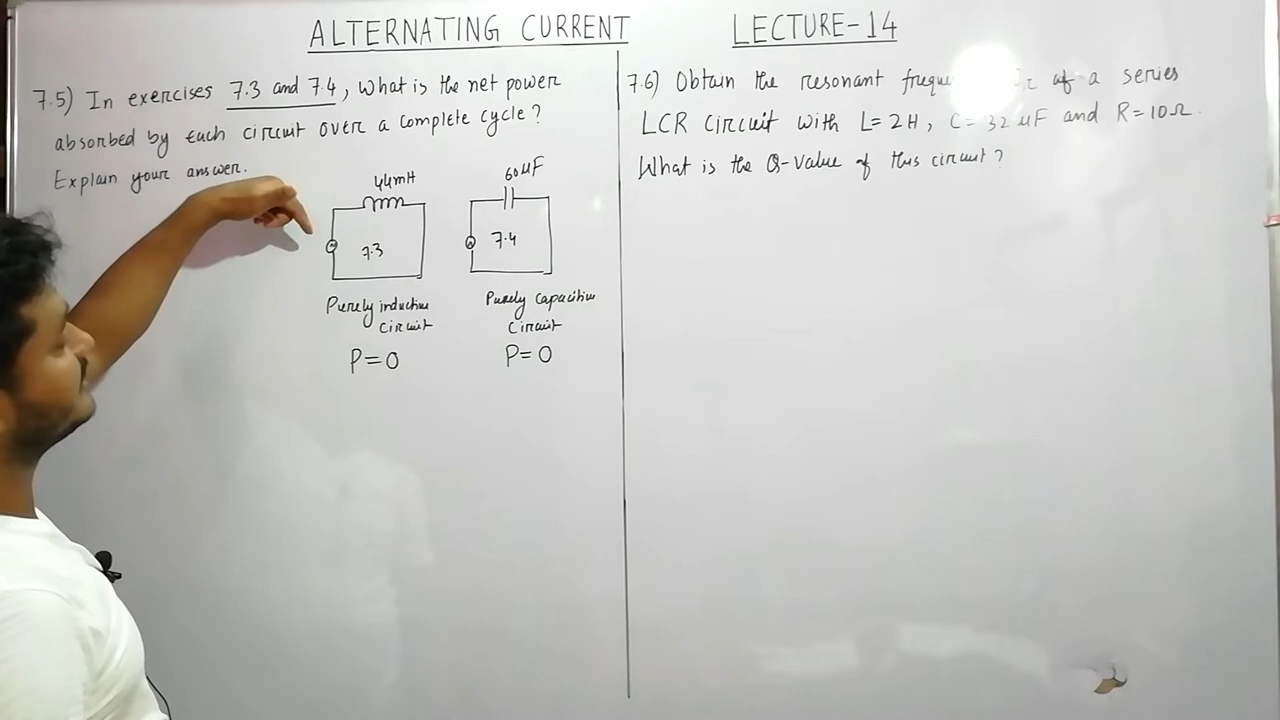 ALTERNATING CURRENT LECTURE-14
7.5) In exercises 7.3 and 7.4, What is the net power
absorbed by each circuit over a complete cycle?
Explain your answer.
44mH
60μF
7.3
7.4
Purely inductive
circuit
Purely capacitive
circuit
P=0
P=0
7.6) Obtain the resonant of a series
LCR circuit with L=2H, C=32μF and R=10Ω.
What is the Q-value of this circuit?